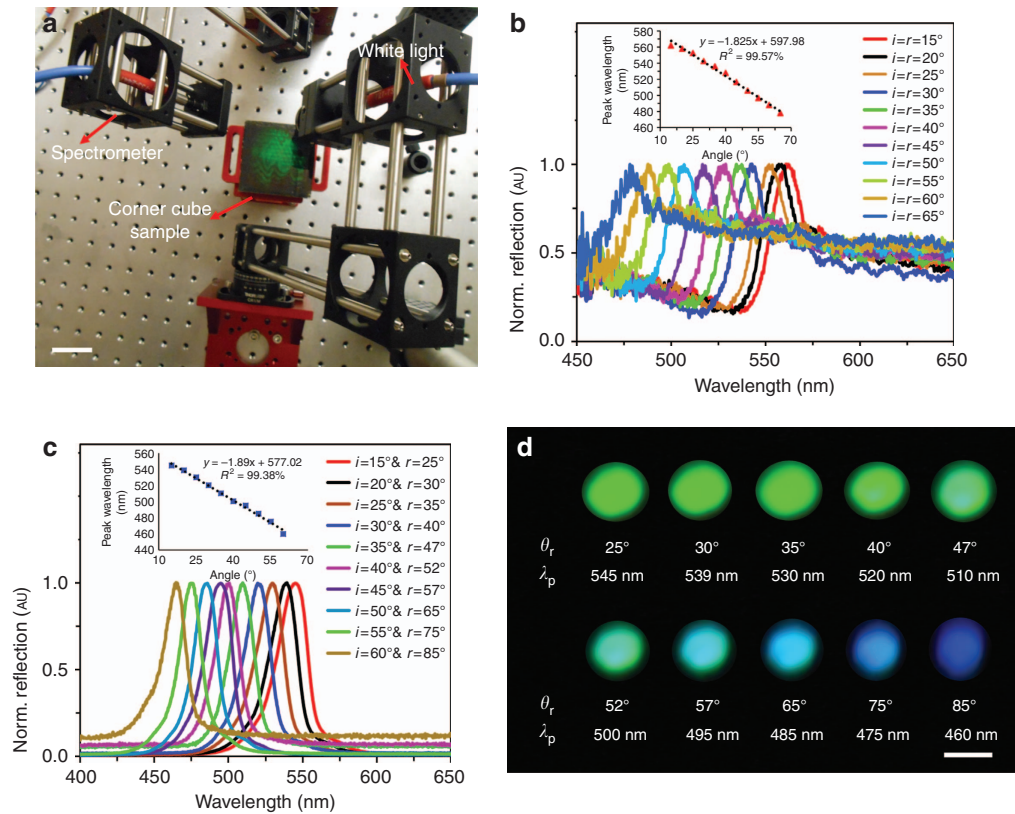 a
White light
Spectrometer
Corner cube
sample
b
580
560
540
520
500
480
460
10 25 40 55 70
Peak wavelength
(nm)
Angle (°)
y = −1.825x + 597.98
R² = 99.57%
i=r=15°
i=r=20°
i=r=25°
i=r=30°
i=r=35°
i=r=40°
i=r=45°
i=r=50°
i=r=55°
i=r=60°
i=r=65°
1.0
0.5
0.0
Norm. reflection (AU)
450 500 550 600 650
Wavelength (nm)
c
560
540
520
500
480
460
440
10 25 40 55 70
Peak wavelength
(nm)
Angle (°)
y = −1.89x + 577.02
R² = 99.38%
i=15°& r=25°
i=20°& r=30°
i=25°& r=35°
i=30°& r=40°
i=35°& r=47°
i=40°& r=52°
i=45°& r=57°
i=50°& r=65°
i=55°& r=75°
i=60°& r=85°
1.0
0.5
0.0
Norm. reflection (AU)
400 450 500 550 600 650
Wavelength (nm)
d
θr 25° 30° 35° 40° 47°
λp 545 nm 539 nm 530 nm 520 nm 510 nm
θr 52° 57° 65° 75° 85°
λp 500 nm 495 nm 485 nm 475 nm 460 nm